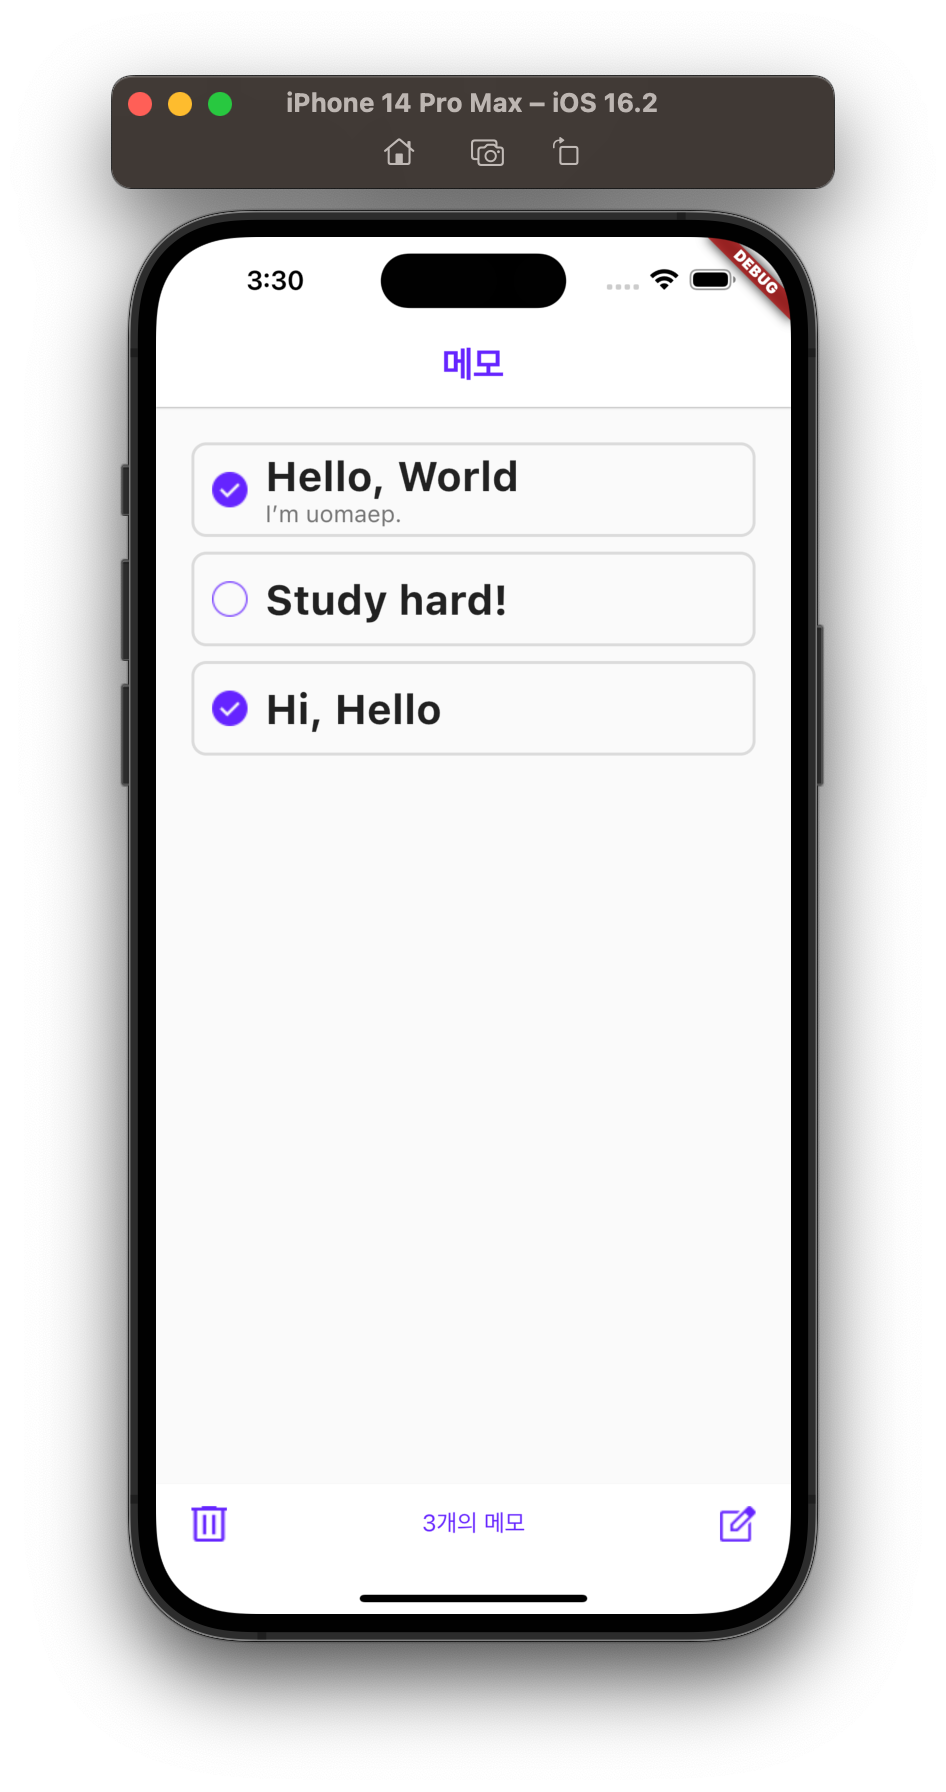 iPhone 14 Pro Max – iOS 16.2
3:30
DEBUG
메모
Hello, World
I'm uomaep.
Study hard!
Hi, Hello
3개의 메모